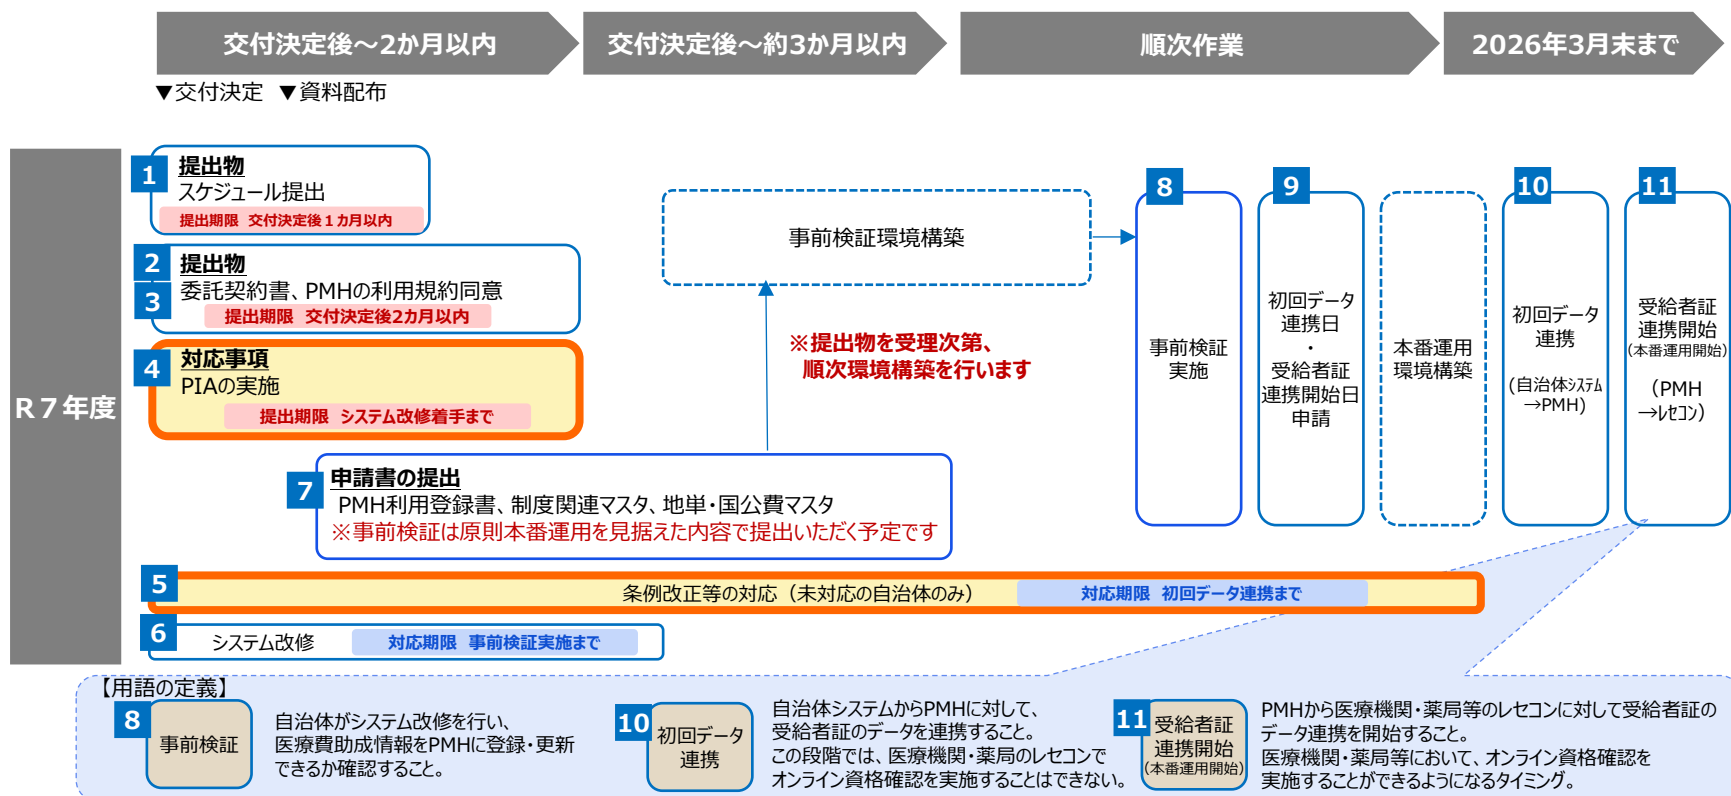 交付決定後～2か月以内
交付決定後～約3か月以内
順次作業
2026年3月末まで
▼交付決定 ▼資料配布
R7年度
1
提出物
スケジュール提出
提出期限 交付決定後1カ月以内
2
3
提出物
委託契約書、PMHの利用規約同意
提出期限 交付決定後2カ月以内
4
対応事項
PIAの実施
提出期限 システム改修着手まで
7
申請書の提出
PMH利用登録書、制度関連マスタ、地単・国公費マスタ
※事前検証は原則本番運用を見据えた内容で提出いただく予定です
事前検証環境構築
※提出物を受理次第、
順次環境構築を行います
8
事前検証
実施
9
初回データ
連携日
・
受給者証
連携開始日
申請
本番運用
環境構築
10
初回データ
連携
(自治体システム
→PMH)
11
受給者証
連携開始
(本番運用開始)
(PMH
→レセコン)
5
条例改正等の対応（未対応の自治体のみ）
対応期限 初回データ連携まで
6
システム改修
対応期限 事前検証実施まで
【用語の定義】
8
事前検証
自治体がシステム改修を行い、
医療費助成情報をPMHに登録・更新
できるか確認すること。
10
初回データ
連携
自治体システムからPMHに対して、
受給者証のデータを連携すること。
この段階では、医療機関・薬局のレセコンで
オンライン資格確認を実施することはできない。
11
受給者証
連携開始
(本番運用開始)
PMHから医療機関・薬局等のレセコンに対して受給者証の
データ連携を開始すること。
医療機関・薬局等において、オンライン資格確認を
実施することができるようになるタイミング。